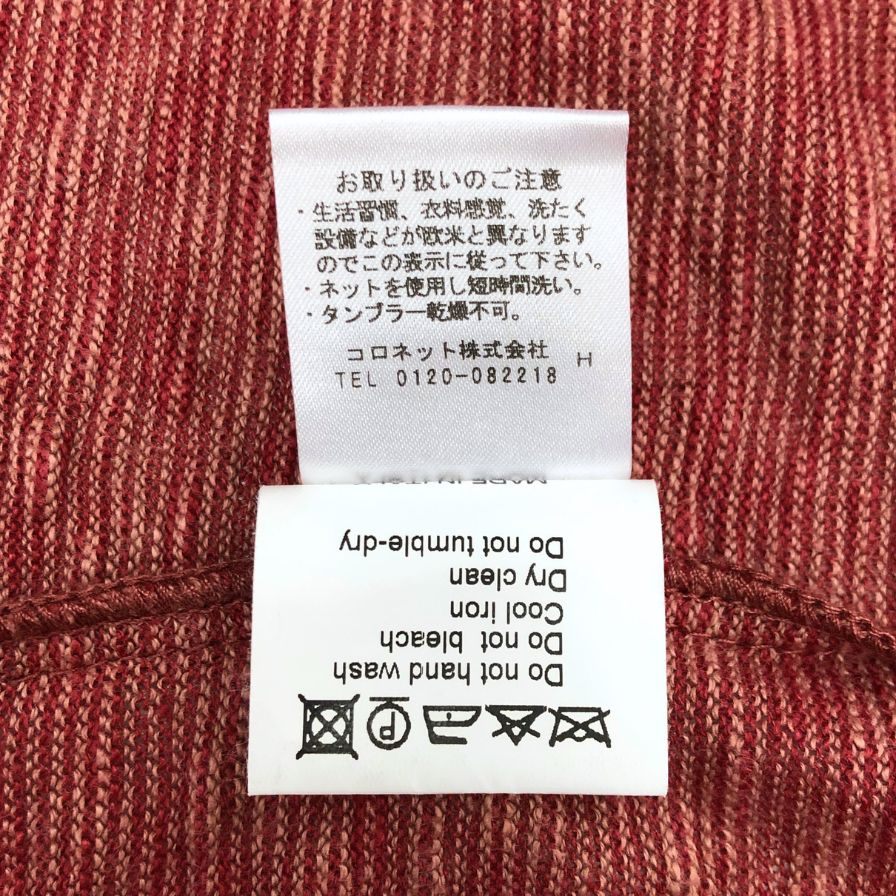 お取り扱いのご注意
・生活習慣、衣料感覚、洗たく
設備などが欧米と異なります
のでこの表示に従って下さい。
・ネットを使用し短時間洗い。
・タンブラー乾燥不可。
コロネット株式会社 H
TEL 0120-082218
MADE IN ITALY
P
Do not hand wash
Do not bleach
Cool iron
Dry clean
Do not tumble-dry